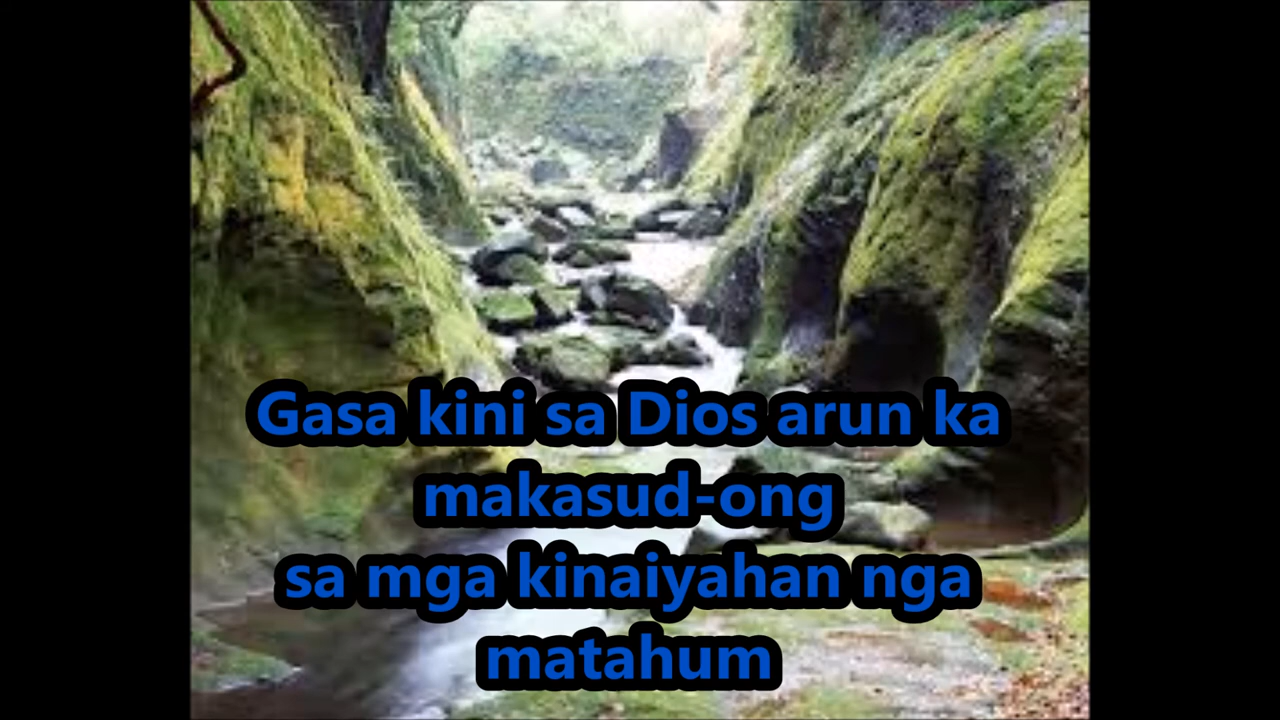 Gasa kini sa Dios arun ka
makasud-ong
sa mga kinaiyahan nga
matahum